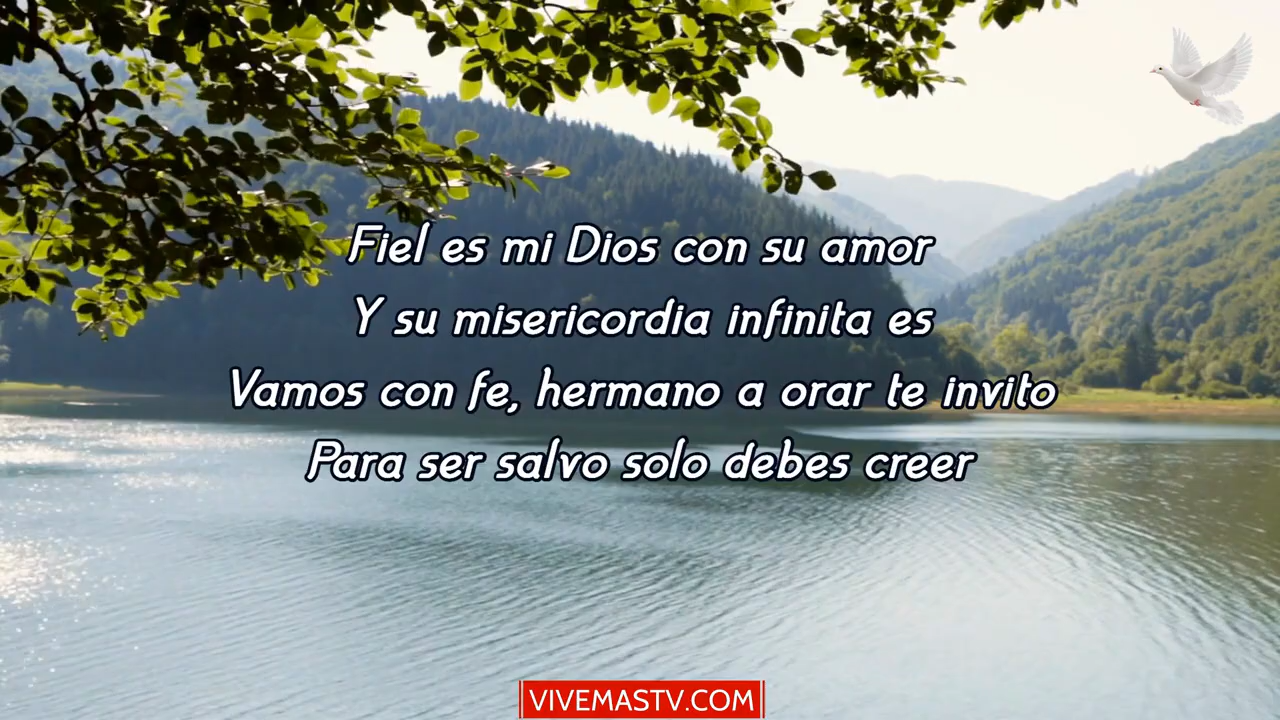 Fiel es mi Dios con su amor
Y su misericordia infinita es
Vamos con fe, hermano a orar te invito
Para ser salvo solo debes creer
VIVEMASTV.COM